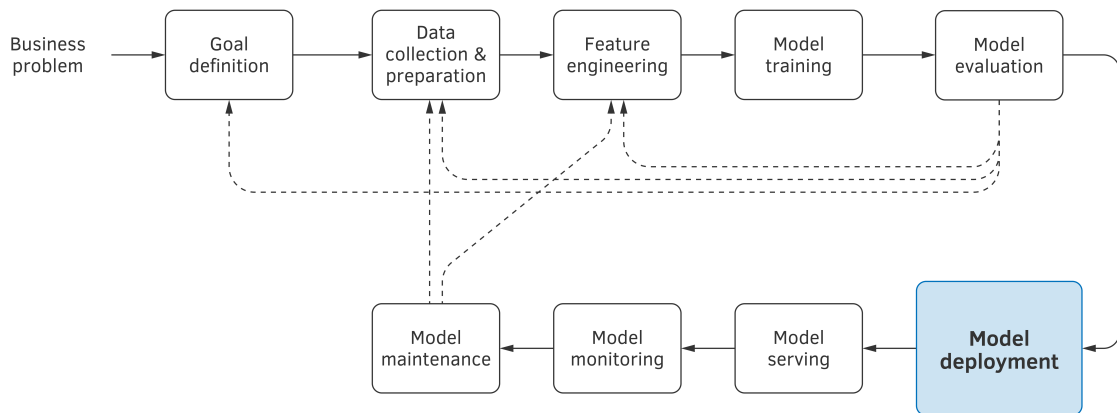 Business
problem
Goal
definition
Data
collection &
preparation
Feature
engineering
Model
training
Model
evaluation
Model
maintenance
Model
monitoring
Model
serving
Model
deployment